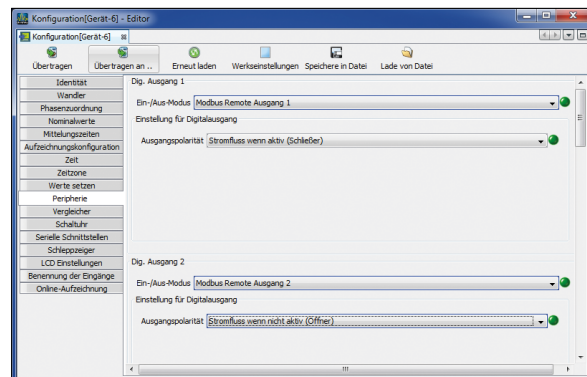 Konfiguration[Gerät-6] - Editor
Konfiguration[Gerät-6]
Übertragen
Übertragen an ..
Erneut laden
Werkseinstellungen
Speichere in Datei
Lade von Datei
Identität
Wandler
Phasenzuordnung
Nominalwerte
Mittelungszeiten
Aufzeichnungskonfiguration
Zeit
Zeitzone
Werte setzen
Peripherie
Vergleicher
Schaltuhr
Serielle Schnittstellen
Schleppzeiger
LCD Einstellungen
Benennung der Eingänge
Online-Aufzeichnung
Dig. Ausgang 1
Ein-/Aus-Modus Modbus Remote Ausgang 1
Einstellung für Digitalausgang
Ausgangspolarität Stromfluss wenn aktiv (Schließer)
Dig. Ausgang 2
Ein-/Aus-Modus Modbus Remote Ausgang 2
Einstellung für Digitalausgang
Ausgangspolarität Stromfluss wenn nicht aktiv (Öffner)